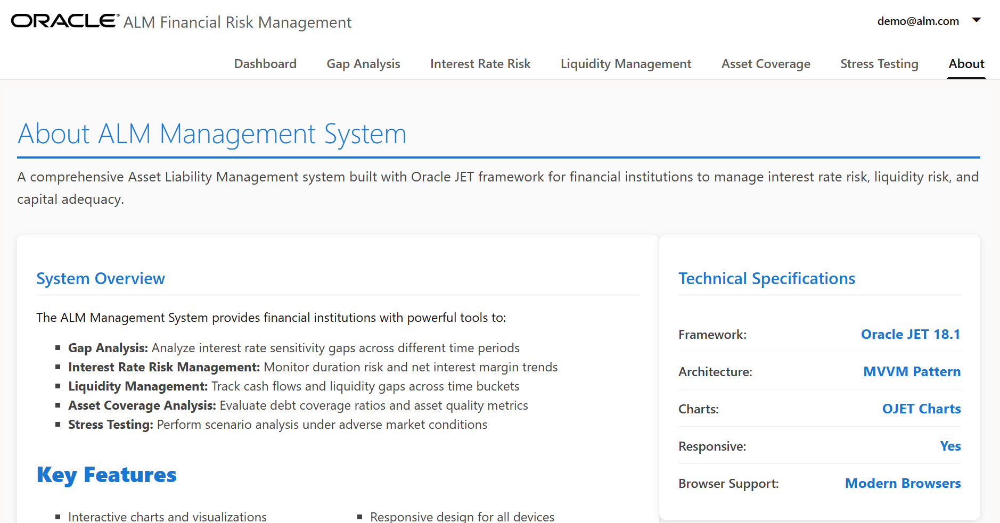 ORACLE® ALM Financial Risk Management
demo@alm.com
Dashboard Gap Analysis Interest Rate Risk Liquidity Management Asset Coverage Stress Testing About
About ALM Management System
A comprehensive Asset Liability Management system built with Oracle JET framework for financial institutions to manage interest rate risk, liquidity risk, and
capital adequacy.
System Overview
The ALM Management System provides financial institutions with powerful tools to:
Gap Analysis: Analyze interest rate sensitivity gaps across different time periods
Interest Rate Risk Management: Monitor duration risk and net interest margin trends
Liquidity Management: Track cash flows and liquidity gaps across time buckets
Asset Coverage Analysis: Evaluate debt coverage ratios and asset quality metrics
Stress Testing: Perform scenario analysis under adverse market conditions
Key Features
Interactive charts and visualizations
Responsive design for all devices
Technical Specifications
Framework: Oracle JET 18.1
Architecture: MVVM Pattern
Charts: OJET Charts
Responsive: Yes
Browser Support: Modern Browsers